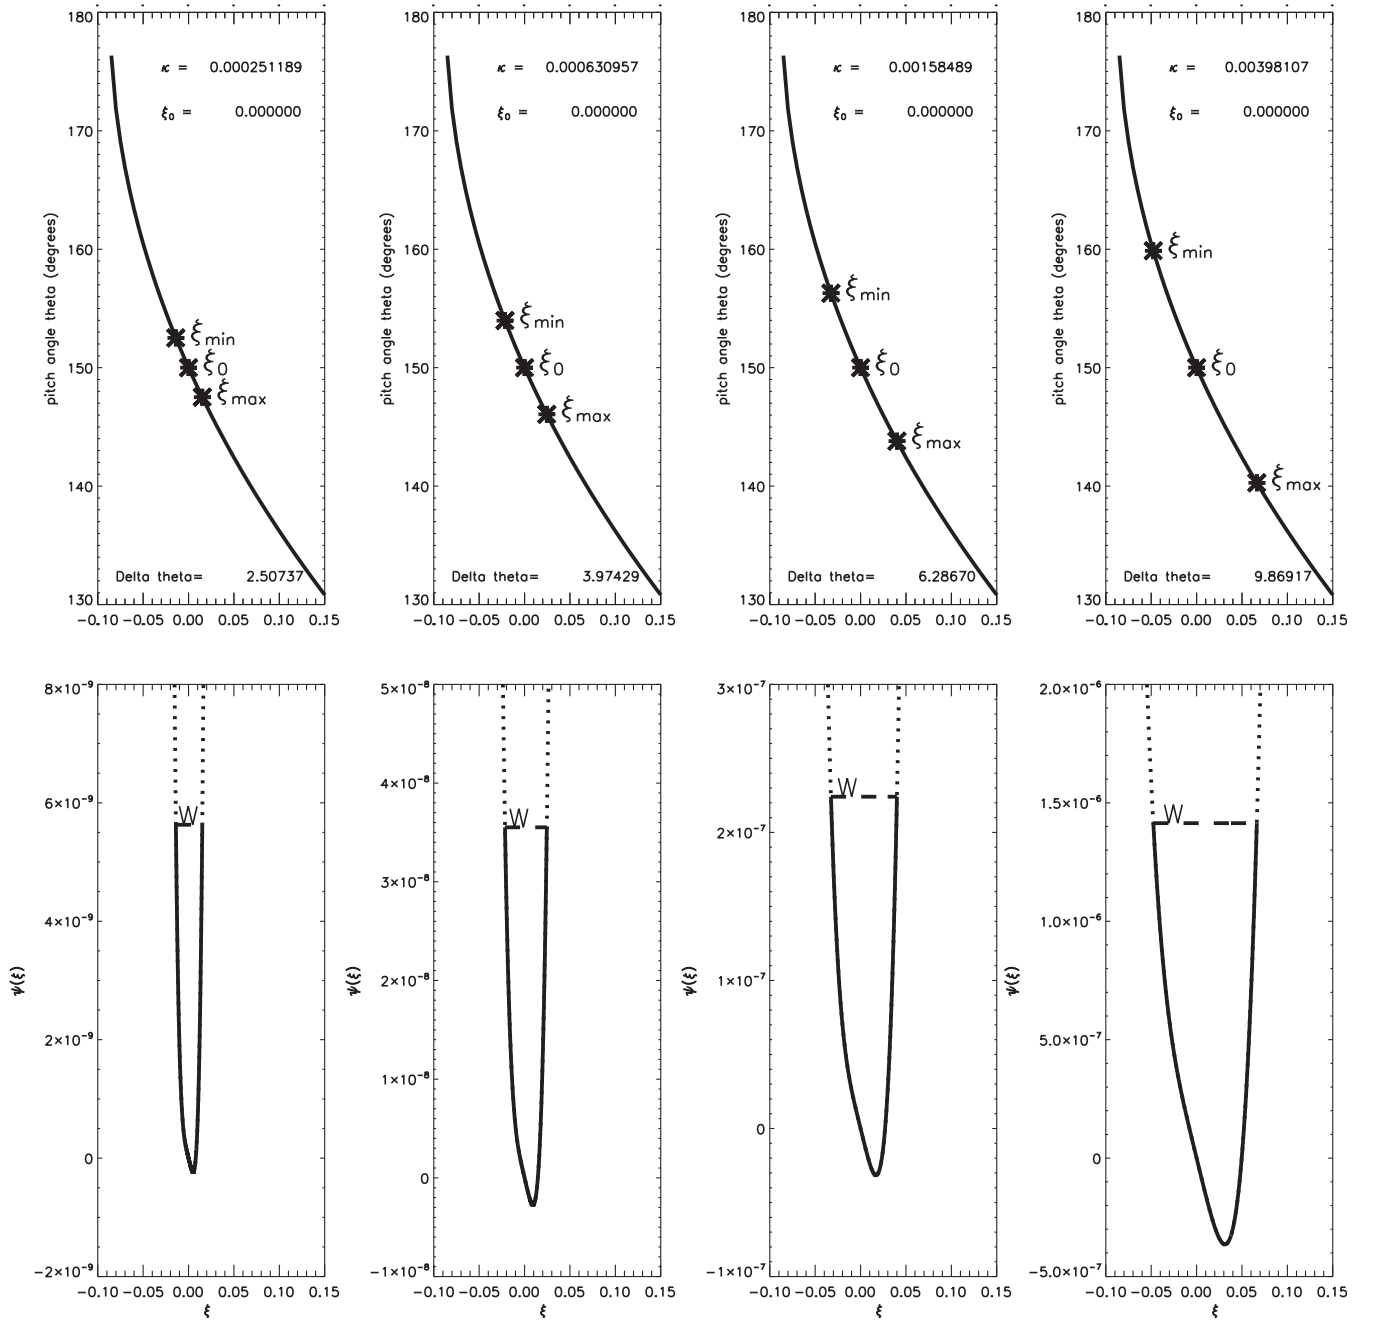 180
170
160
150
140
130
pitch angle theta (degrees)
κ = 0.000251189
ξ0 = 0.000000
ξmin
ξ0
ξmax
Delta theta= 2.50737
-0.10 -0.05 0.00 0.05 0.10 0.15
180
170
160
150
140
130
pitch angle theta (degrees)
κ = 0.000630957
ξ0 = 0.000000
ξmin
ξ0
ξmax
Delta theta= 3.97429
-0.10 -0.05 0.00 0.05 0.10 0.15
180
170
160
150
140
130
pitch angle theta (degrees)
κ = 0.00158489
ξ0 = 0.000000
ξmin
ξ0
ξmax
Delta theta= 6.28670
-0.10 -0.05 0.00 0.05 0.10 0.15
180
170
160
150
140
130
pitch angle theta (degrees)
κ = 0.00398107
ξ0 = 0.000000
ξmin
ξ0
ξmax
Delta theta= 9.86917
-0.10 -0.05 0.00 0.05 0.10 0.15
8×10⁻⁹
6×10⁻⁹
4×10⁻⁹
2×10⁻⁹
0
-2×10⁻⁹
ψ(ξ)
W
-0.10 -0.05 0.00 0.05 0.10 0.15
ξ
5×10⁻⁸
4×10⁻⁸
3×10⁻⁸
2×10⁻⁸
1×10⁻⁸
0
-1×10⁻⁸
ψ(ξ)
W
-0.10 -0.05 0.00 0.05 0.10 0.15
ξ
3×10⁻⁷
2×10⁻⁷
1×10⁻⁷
0
-1×10⁻⁷
ψ(ξ)
W
-0.10 -0.05 0.00 0.05 0.10 0.15
ξ
2.0×10⁻⁶
1.5×10⁻⁶
1.0×10⁻⁶
5.0×10⁻⁷
0
-5.0×10⁻⁷
ψ(ξ)
W
-0.10 -0.05 0.00 0.05 0.10 0.15
ξ